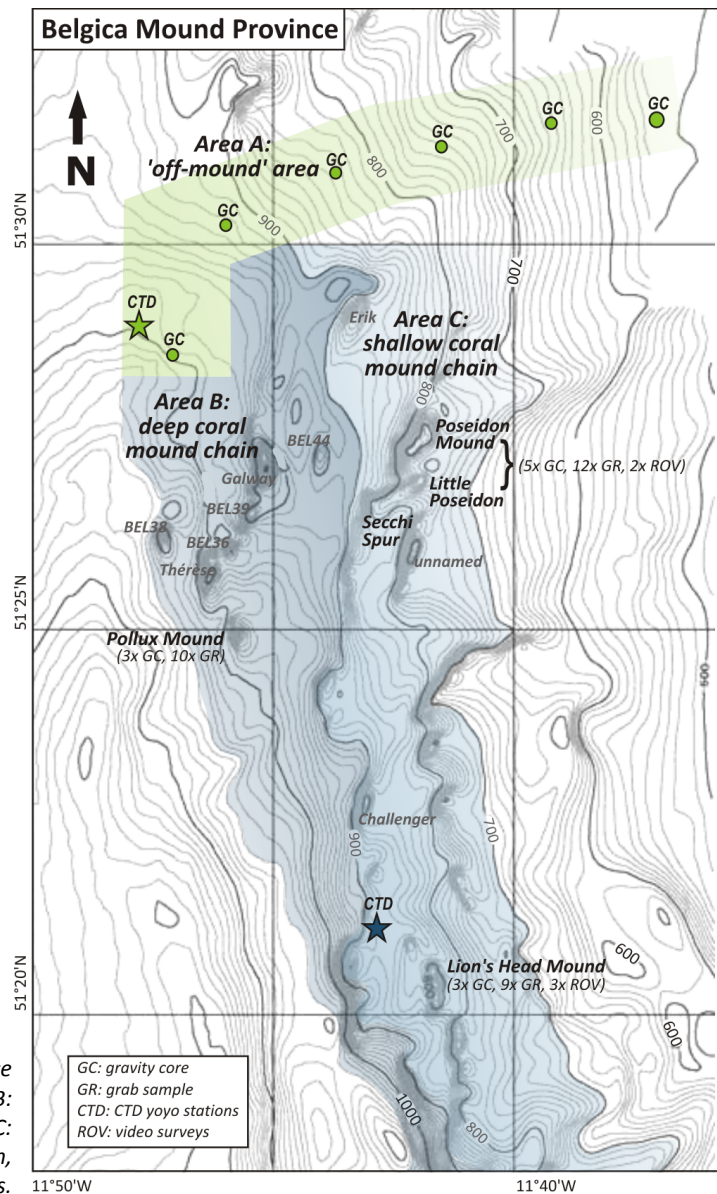 Belgica Mound Province
N
Area A:
'off-mound' area
GC
GC
GC
GC
GC
600
700
800
900
51°30'N
700
CTD
GC
Erik
Area C:
shallow coral
mound chain
800
Area B:
deep coral
mound chain
BEL44
Poseidon
Mound
}
(5x GC, 12x GR, 2x ROV)
Galway
Little
Poseidon
BEL39
BEL38
Secchi
Spur
BEL36
unnamed
Thérèse
51°25'N
Pollux Mound
(3x GC, 10x GR)
500
Challenger
700
900
CTD
600
Lion's Head Mound
(3x GC, 9x GR, 3x ROV)
51°20'N
600
1000
800
ce
B:
C:
n,
s.
GC: gravity core
GR: grab sample
CTD: CTD yoyo stations
ROV: video surveys
11°50'W
11°40'W